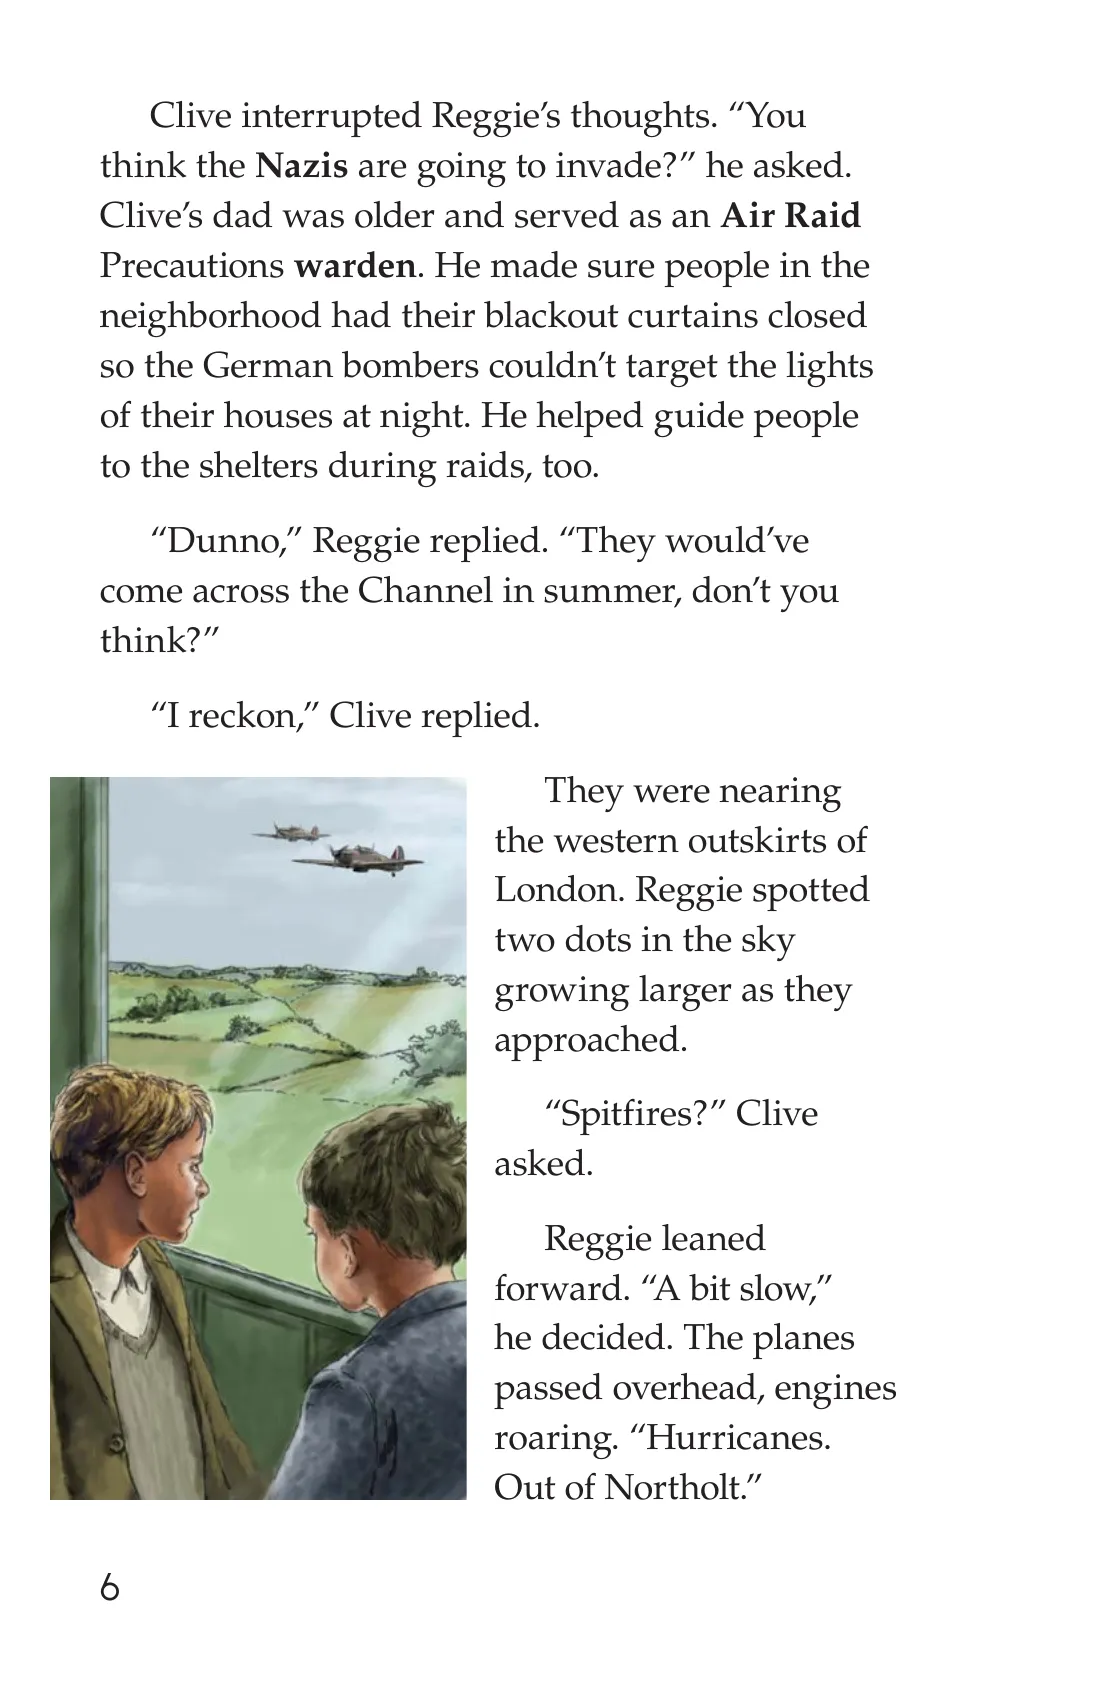 Clive interrupted Reggie’s thoughts. “You
think the Nazis are going to invade?” he asked.
Clive’s dad was older and served as an Air Raid
Precautions warden. He made sure people in the
neighborhood had their blackout curtains closed
so the German bombers couldn’t target the lights
of their houses at night. He helped guide people
to the shelters during raids, too.
“Dunno,” Reggie replied. “They would’ve
come across the Channel in summer, don’t you
think?”
“I reckon,” Clive replied.
They were nearing
the western outskirts of
London. Reggie spotted
two dots in the sky
growing larger as they
approached.
“Spitfires?” Clive
asked.
Reggie leaned
forward. “A bit slow,”
he decided. The planes
passed overhead, engines
roaring. “Hurricanes.
Out of Northolt.”
6